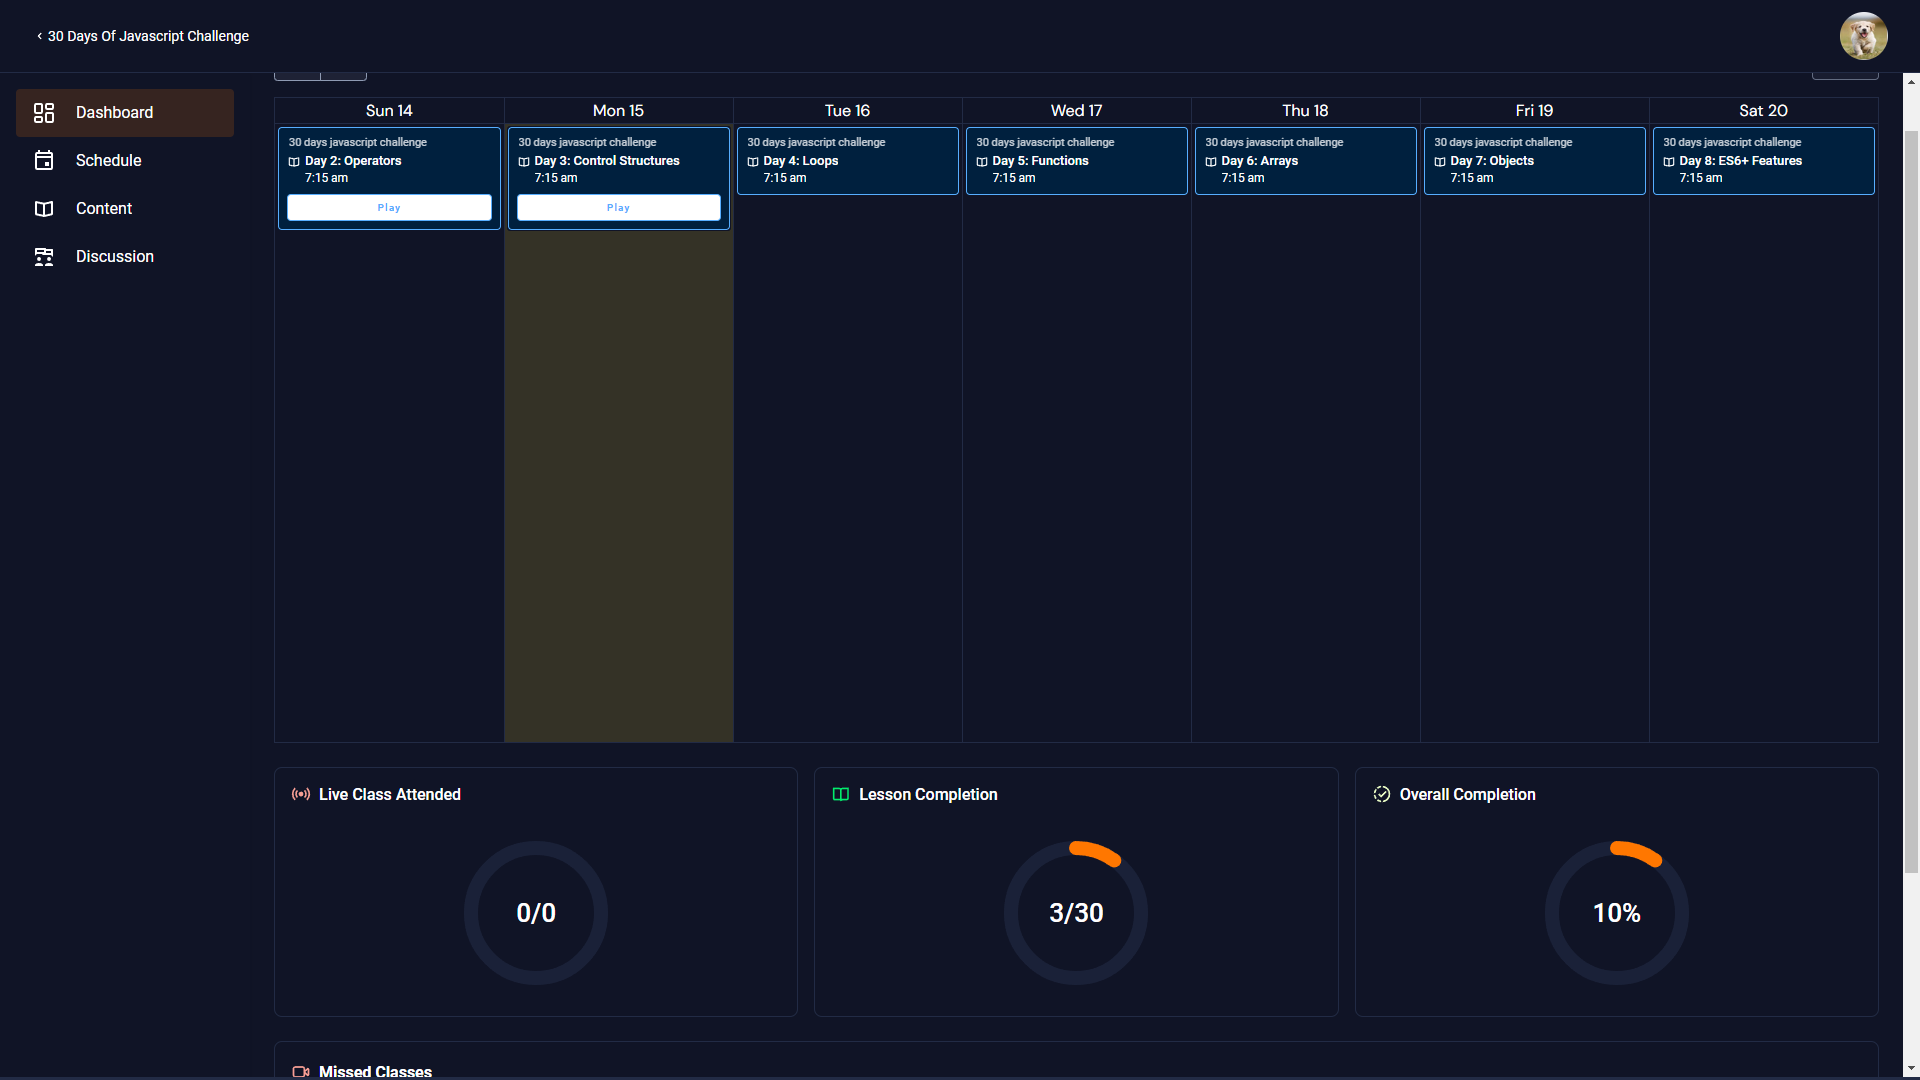 30 Days Of Javascript Challenge
Dashboard
Schedule
Content
Discussion
Sun 14
Mon 15
Tue 16
Wed 17
Thu 18
Fri 19
Sat 20
30 days javascript challenge
Day 2: Operators
7:15 am
Play
30 days javascript challenge
Day 3: Control Structures
7:15 am
Play
30 days javascript challenge
Day 4: Loops
7:15 am
30 days javascript challenge
Day 5: Functions
7:15 am
30 days javascript challenge
Day 6: Arrays
7:15 am
30 days javascript challenge
Day 7: Objects
7:15 am
30 days javascript challenge
Day 8: ES6+ Features
7:15 am
Live Class Attended
0/0
Lesson Completion
3/30
Overall Completion
10%
Missed Classes